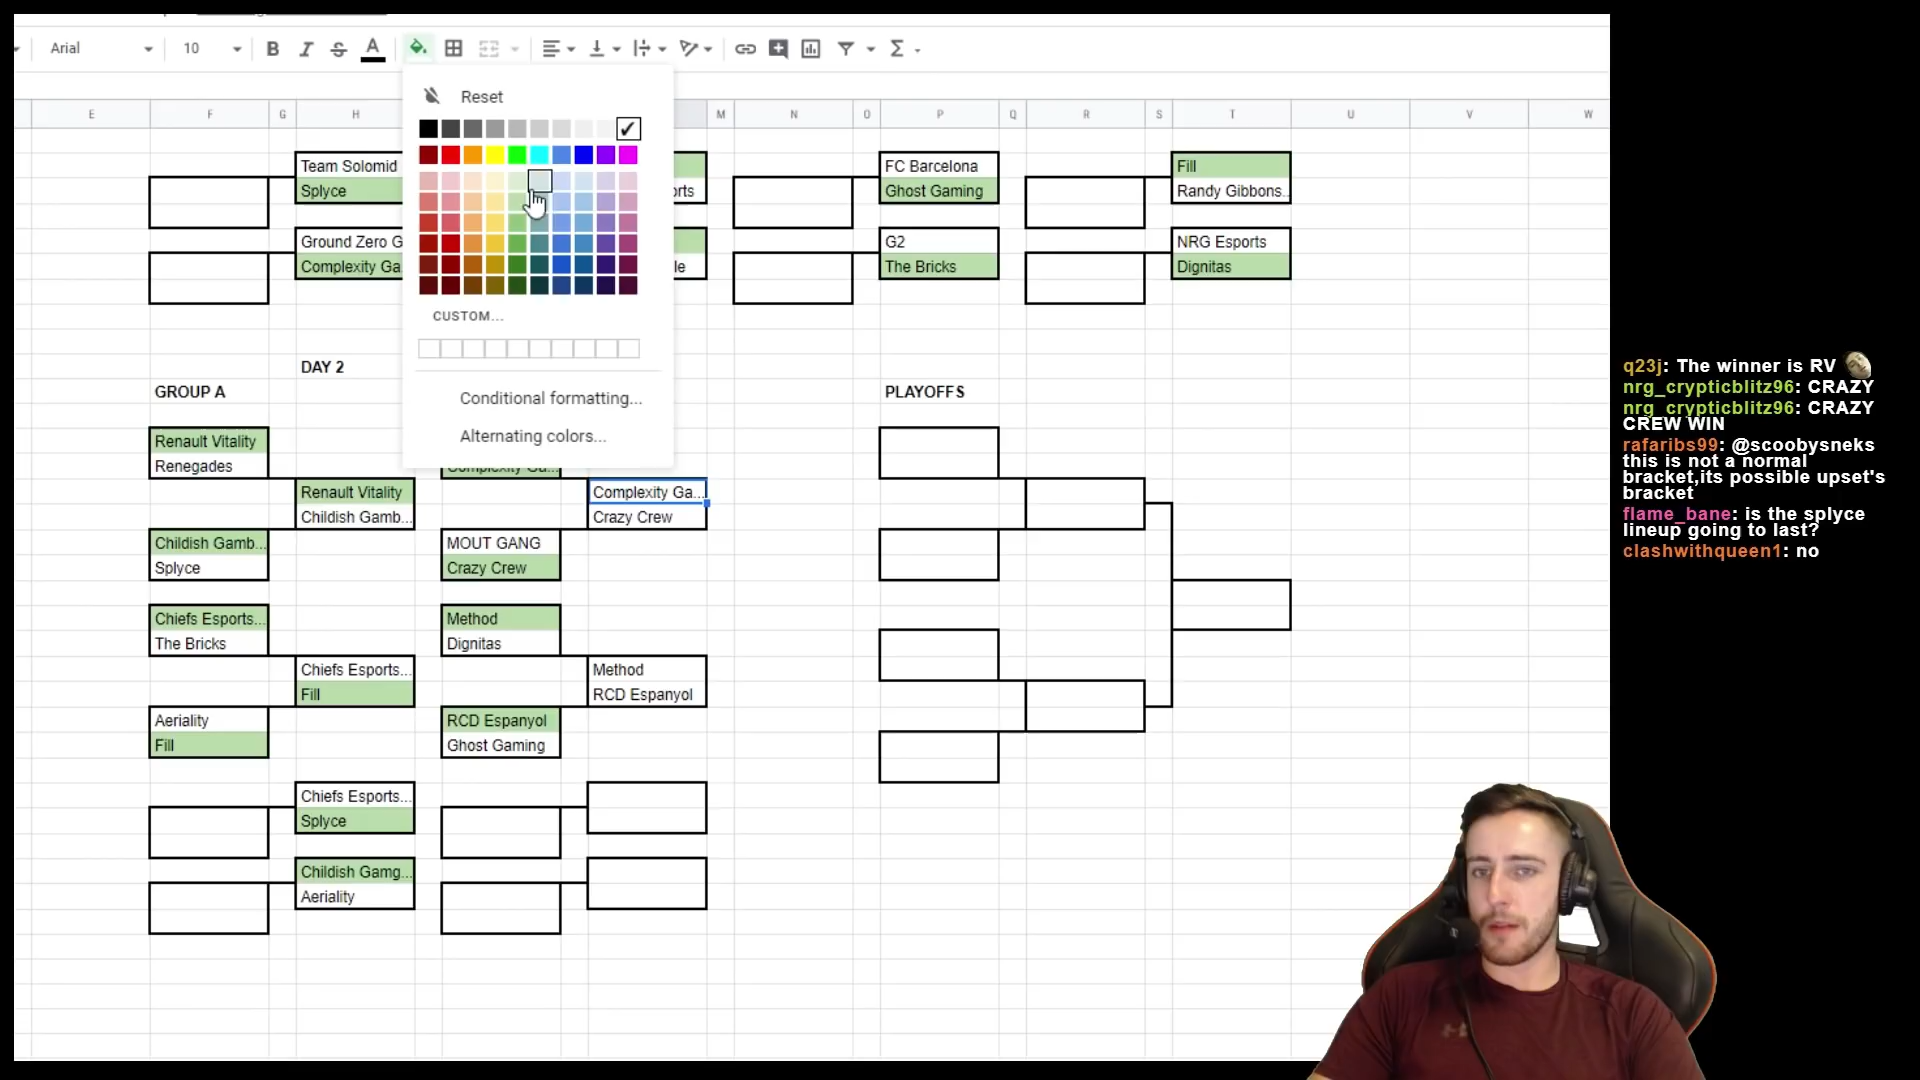 Arial
10
B
I
S
A
Reset
E
F
G
H
M
N
O
P
Q
R
S
T
U
V
W
Team Solomid
Splyce
orts
FC Barcelona
Ghost Gaming
Fill
Randy Gibbons..
Ground Zero G
Complexity Ga
le
G2
The Bricks
NRG Esports
Dignitas
CUSTOM...
Conditional formatting...
Alternating colors...
DAY 2
GROUP A
PLAYOFFS
Renault Vitality
Renegades
Complexity Ga...
Renault Vitality
Childish Gamb...
Complexity Ga...
Crazy Crew
Childish Gamb...
Splyce
MOUT GANG
Crazy Crew
Chiefs Esports...
The Bricks
Method
Dignitas
Chiefs Esports...
Fill
Method
RCD Espanyol
Aeriality
Fill
RCD Espanyol
Ghost Gaming
Chiefs Esports...
Splyce
Childish Gamg...
Aeriality
q23j: The winner is RV
nrg_crypticblitz96: CRAZY
nrg_crypticblitz96: CRAZY
CREW WIN
rafaribs99: @scoobysneks
this is not a normal
bracket,its possible upset's
bracket
flame_bane: is the splyce
lineup going to last?
clashwithqueen1: no